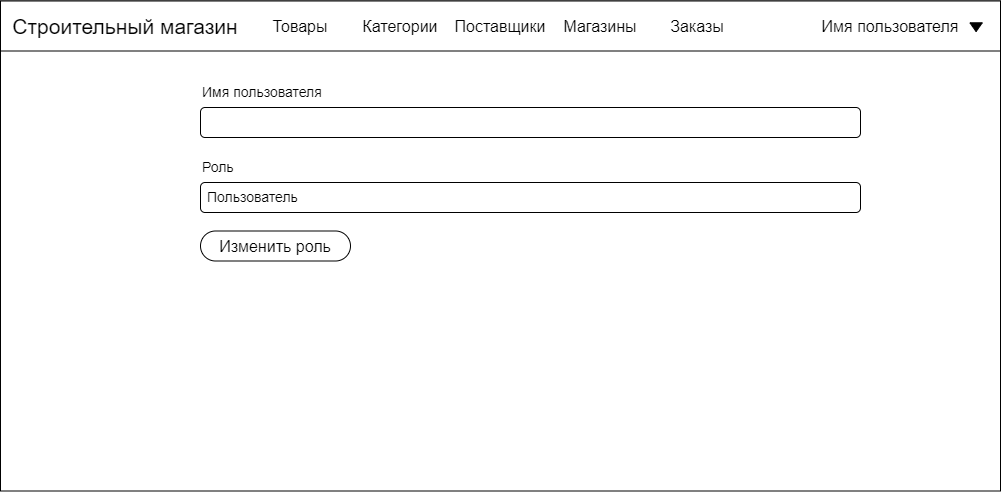 Строительный магазин Товары Категории Поставщики Магазины Заказы Имя пользователя
Имя пользователя
Роль
Пользователь
Изменить роль